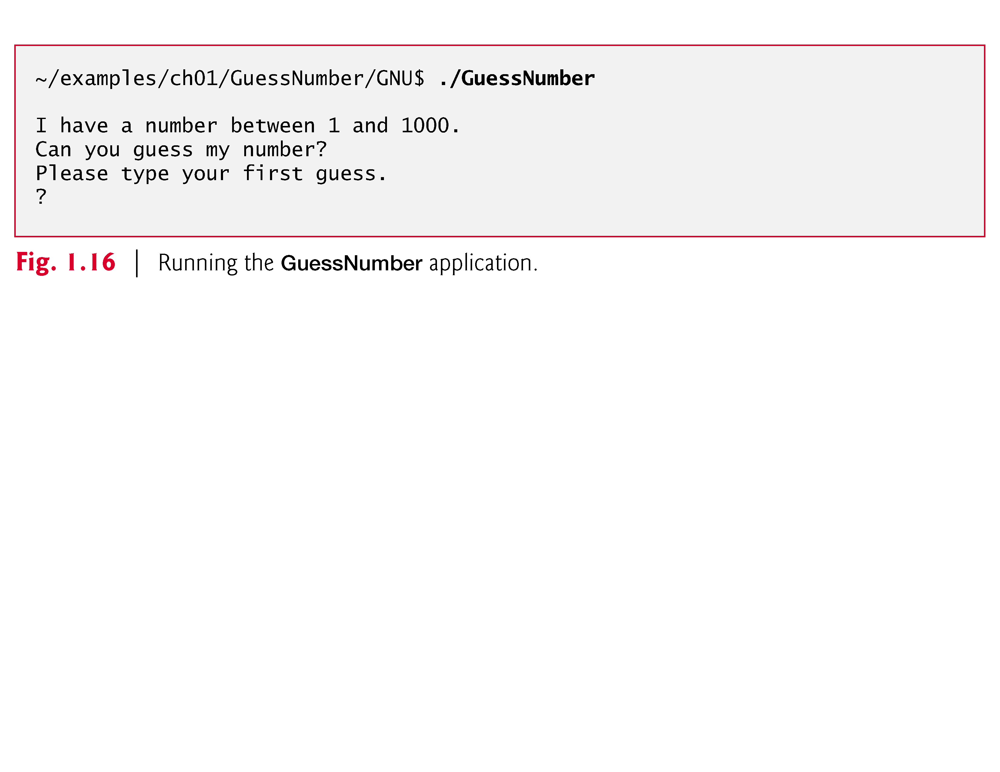 ~/examples/ch01/GuessNumber/GNU$ ./GuessNumber
I have a number between 1 and 1000.
Can you guess my number?
Please type your first guess.
?
Fig. 1.16 | Running the GuessNumber application.